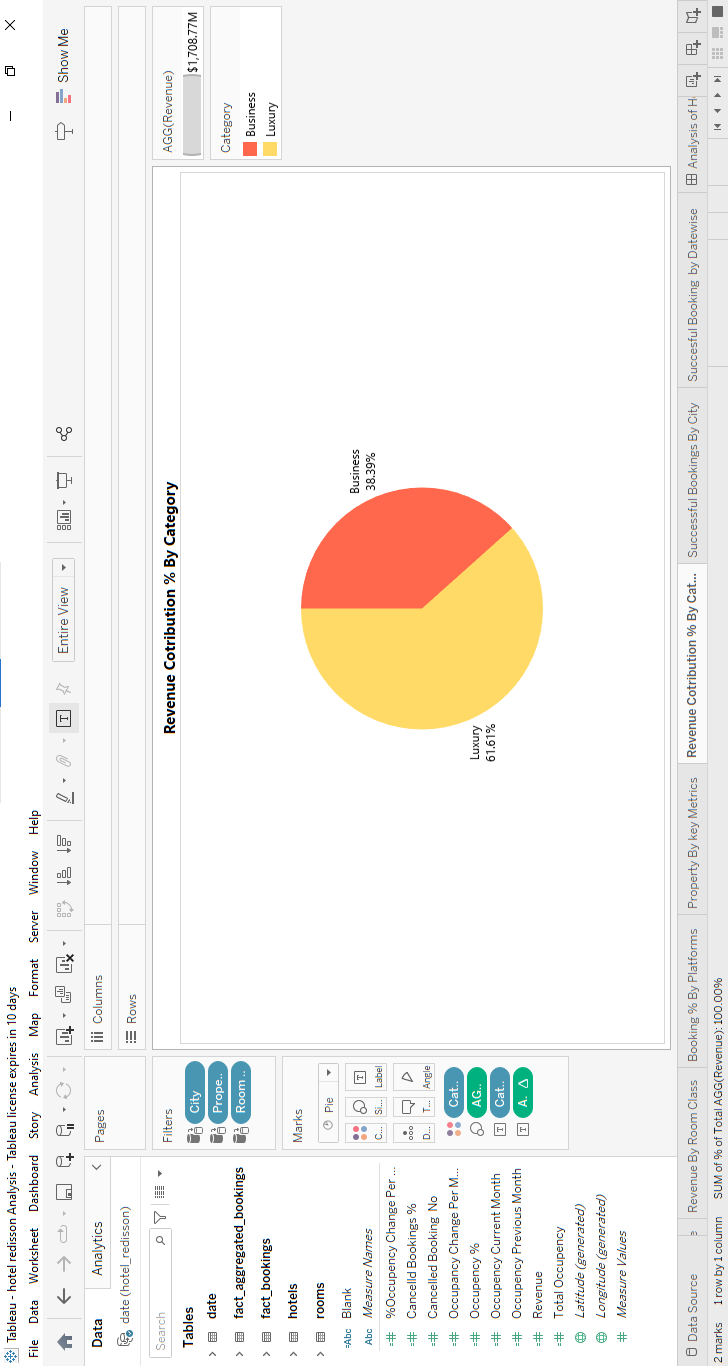 Tableau - hotel redisson Analysis - Tableau license expires in 10 days
File Data Worksheet Dashboard Story Analysis Map Format Server Window Help
Entire View
Show Me
Data
Analytics
date (hotel_redisson)
Search
Tables
date
fact_aggregated_bookings
fact_bookings
hotels
rooms
=Abc Blank
Abc Measure Names
%Occupency Change Per ...
Cancelld Bookings %
Cancelled Booking No
Occupancy Change Per M...
Occupency %
Occupency Current Month
Occupency Previous Month
Revenue
Total Occupency
Latitude (generated)
Longitude (generated)
Measure Values
Pages
Filters
City
Prope..
Room ..
Marks
Pie
C...
Si...
Label
D...
T...
Angle
Cat..
AG..
Cat..
A.. Δ
Columns
Rows
Revenue Cotribution % By Category
Business
38.39%
Luxury
61.61%
AGG(Revenue)
$1,708.77M
Category
Business
Luxury
Data Source
e
Revenue By Room Class
Booking % By Platforms
Property By key Metrics
Revenue Cotribution % By Cat...
Successful Bookings By City
Succesful Booking by Datewise
Analysis of H
2 marks 1 row by 1 column SUM of % of Total AGG(Revenue): 100.00%